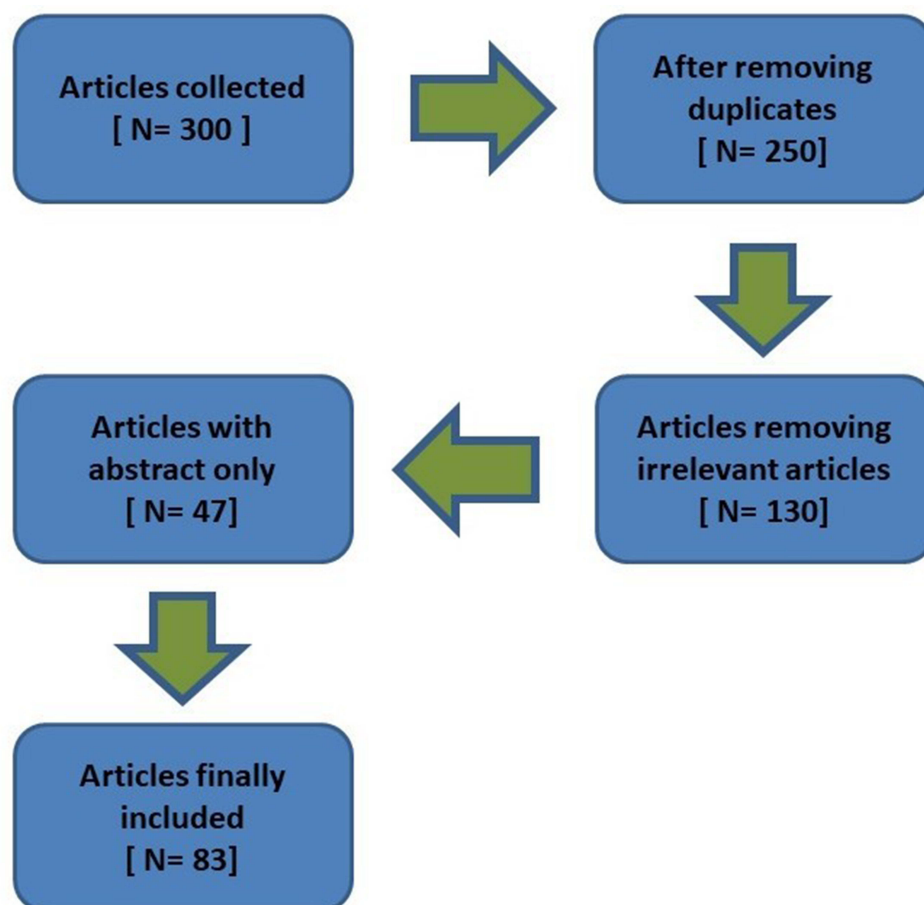 Articles collected
[ N= 300 ]
After removing
duplicates
[ N= 250]
Articles removing
irrelevant articles
[ N= 130]
Articles with
abstract only
[ N= 47]
Articles finally
included
[ N= 83]